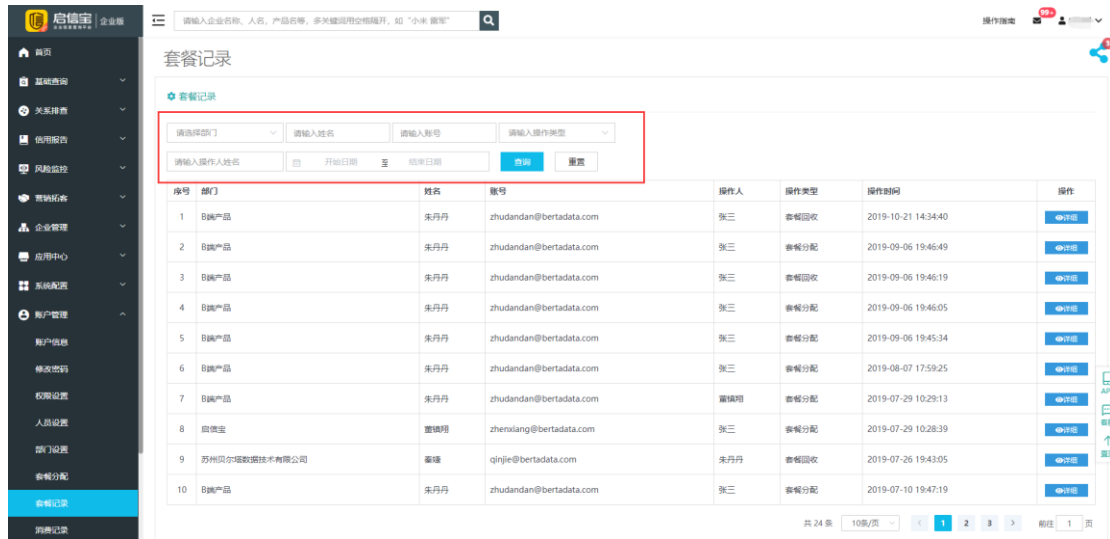 启信宝 企业版
请输入企业名称、人名，产品名等，多关键词用空格隔开，如 “小米 雷军”
操作指南
99+
首页
基础查询
关系排查
信用报告
风险监控
营销拓客
企业管理
应用中心
系统配置
账户管理
账户信息
修改密码
权限设置
人员设置
部门设置
套餐分配
套餐记录
消费记录
套餐记录
套餐记录
请选择部门 请输入姓名 请输入账号 请输入操作类型
请输入操作人姓名 开始日期 至 结束日期 查询 重置
序号 部门 姓名 账号 操作人 操作类型 操作时间 操作
1 B端产品 朱丹丹 zhudandan@bertadata.com 张三 套餐回收 2019-10-21 14:34:40 详细
2 B端产品 朱丹丹 zhudandan@bertadata.com 张三 套餐分配 2019-09-06 19:46:49 详细
3 B端产品 朱丹丹 zhudandan@bertadata.com 张三 套餐回收 2019-09-06 19:46:19 详细
4 B端产品 朱丹丹 zhudandan@bertadata.com 张三 套餐分配 2019-09-06 19:46:05 详细
5 B端产品 朱丹丹 zhudandan@bertadata.com 张三 套餐分配 2019-09-06 19:45:34 详细
6 B端产品 朱丹丹 zhudandan@bertadata.com 张三 套餐分配 2019-08-07 17:59:25 详细
7 B端产品 朱丹丹 zhudandan@bertadata.com 董镇翔 套餐分配 2019-07-29 10:29:13 详细
8 启信宝 董镇翔 zhenxiang@bertadata.com 张三 套餐分配 2019-07-29 10:28:39 详细
9 苏州贝尔塔数据技术有限公司 qinjie@bertadata.com 朱丹丹 套餐回收 2019-07-26 19:43:05 详细
10 B端产品 朱丹丹 zhudandan@bertadata.com 张三 套餐分配 2019-07-10 19:47:19 详细
共 24 条 10条/页 1 2 3 前往 1 页